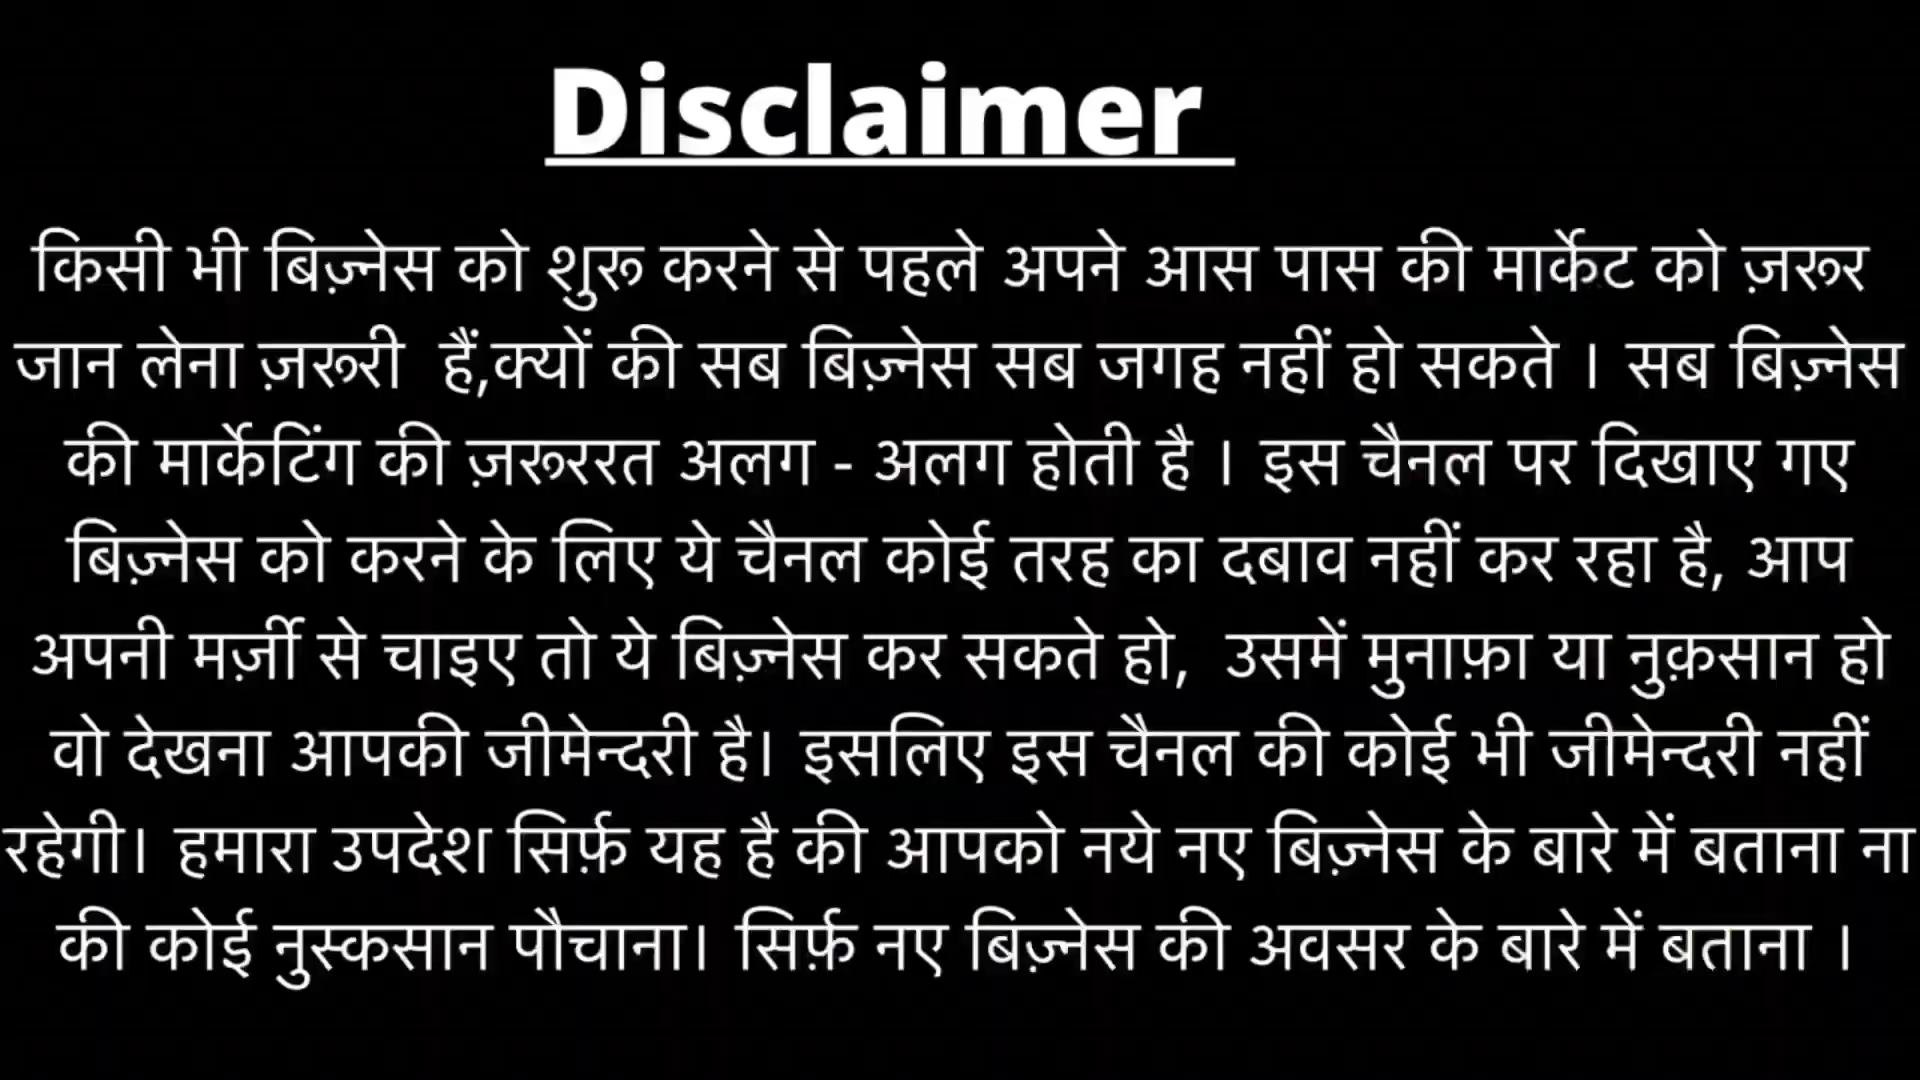 Disclaimer
किसी भी बिज़्नेस को शुरू करने से पहले अपने आस पास की मार्केट को ज़रूर
जान लेना ज़रूरी हैं,क्यों की सब बिज़्नेस सब जगह नहीं हो सकते । सब बिज़्नेस
की मार्केटिंग की ज़रूररत अलग - अलग होती है । इस चैनल पर दिखाए गए
बिज़्नेस को करने के लिए ये चैनल कोई तरह का दबाव नहीं कर रहा है, आप
अपनी मर्ज़ी से चाइए तो ये बिज़्नेस कर सकते हो, उसमें मुनाफ़ा या नुक़सान हो
वो देखना आपकी जीमेन्दरी है। इसलिए इस चैनल की कोई भी जीमेन्दरी नहीं
रहेगी। हमारा उपदेश सिर्फ़ यह है की आपको नये नए बिज़्नेस के बारे में बताना ना
की कोई नुस्कसान पौचाना। सिर्फ़ नए बिज़्नेस की अवसर के बारे में बताना ।